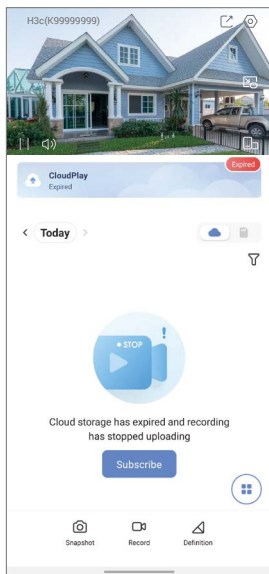 H3c(K99999999)
Expired
CloudPlay
Expired
Today
STOP
Cloud storage has expired and recording
has stopped uploading
Subscribe
Snapshot
Record
Definition